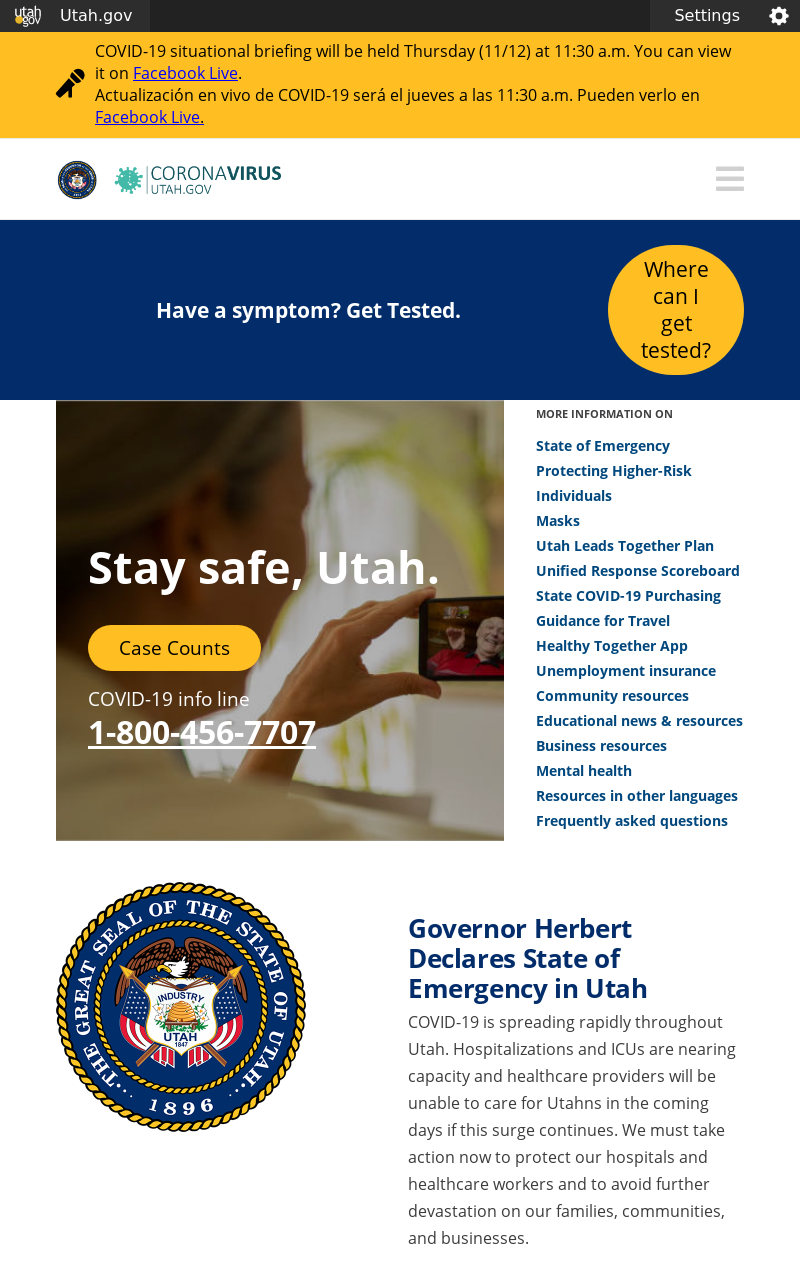 utah
gov
Utah.gov
Settings
COVID-19 situational briefing will be held Thursday (11/12) at 11:30 a.m. You can view
it on Facebook Live.
Actualización en vivo de COVID-19 será el jueves a las 11:30 a.m. Pueden verlo en
Facebook Live.
CORONAVIRUS
UTAH.GOV
Have a symptom? Get Tested.
Where
can I
get
tested?
Stay safe, Utah.
Case Counts
COVID-19 info line
1-800-456-7707
MORE INFORMATION ON
State of Emergency
Protecting Higher-Risk
Individuals
Masks
Utah Leads Together Plan
Unified Response Scoreboard
State COVID-19 Purchasing
Guidance for Travel
Healthy Together App
Unemployment insurance
Community resources
Educational news & resources
Business resources
Mental health
Resources in other languages
Frequently asked questions
THE GREAT SEAL OF THE STATE OF UTAH
INDUSTRY
UTAH
1847
1896
Governor Herbert
Declares State of
Emergency in Utah
COVID-19 is spreading rapidly throughout
Utah. Hospitalizations and ICUs are nearing
capacity and healthcare providers will be
unable to care for Utahns in the coming
days if this surge continues. We must take
action now to protect our hospitals and
healthcare workers and to avoid further
devastation on our families, communities,
and businesses.